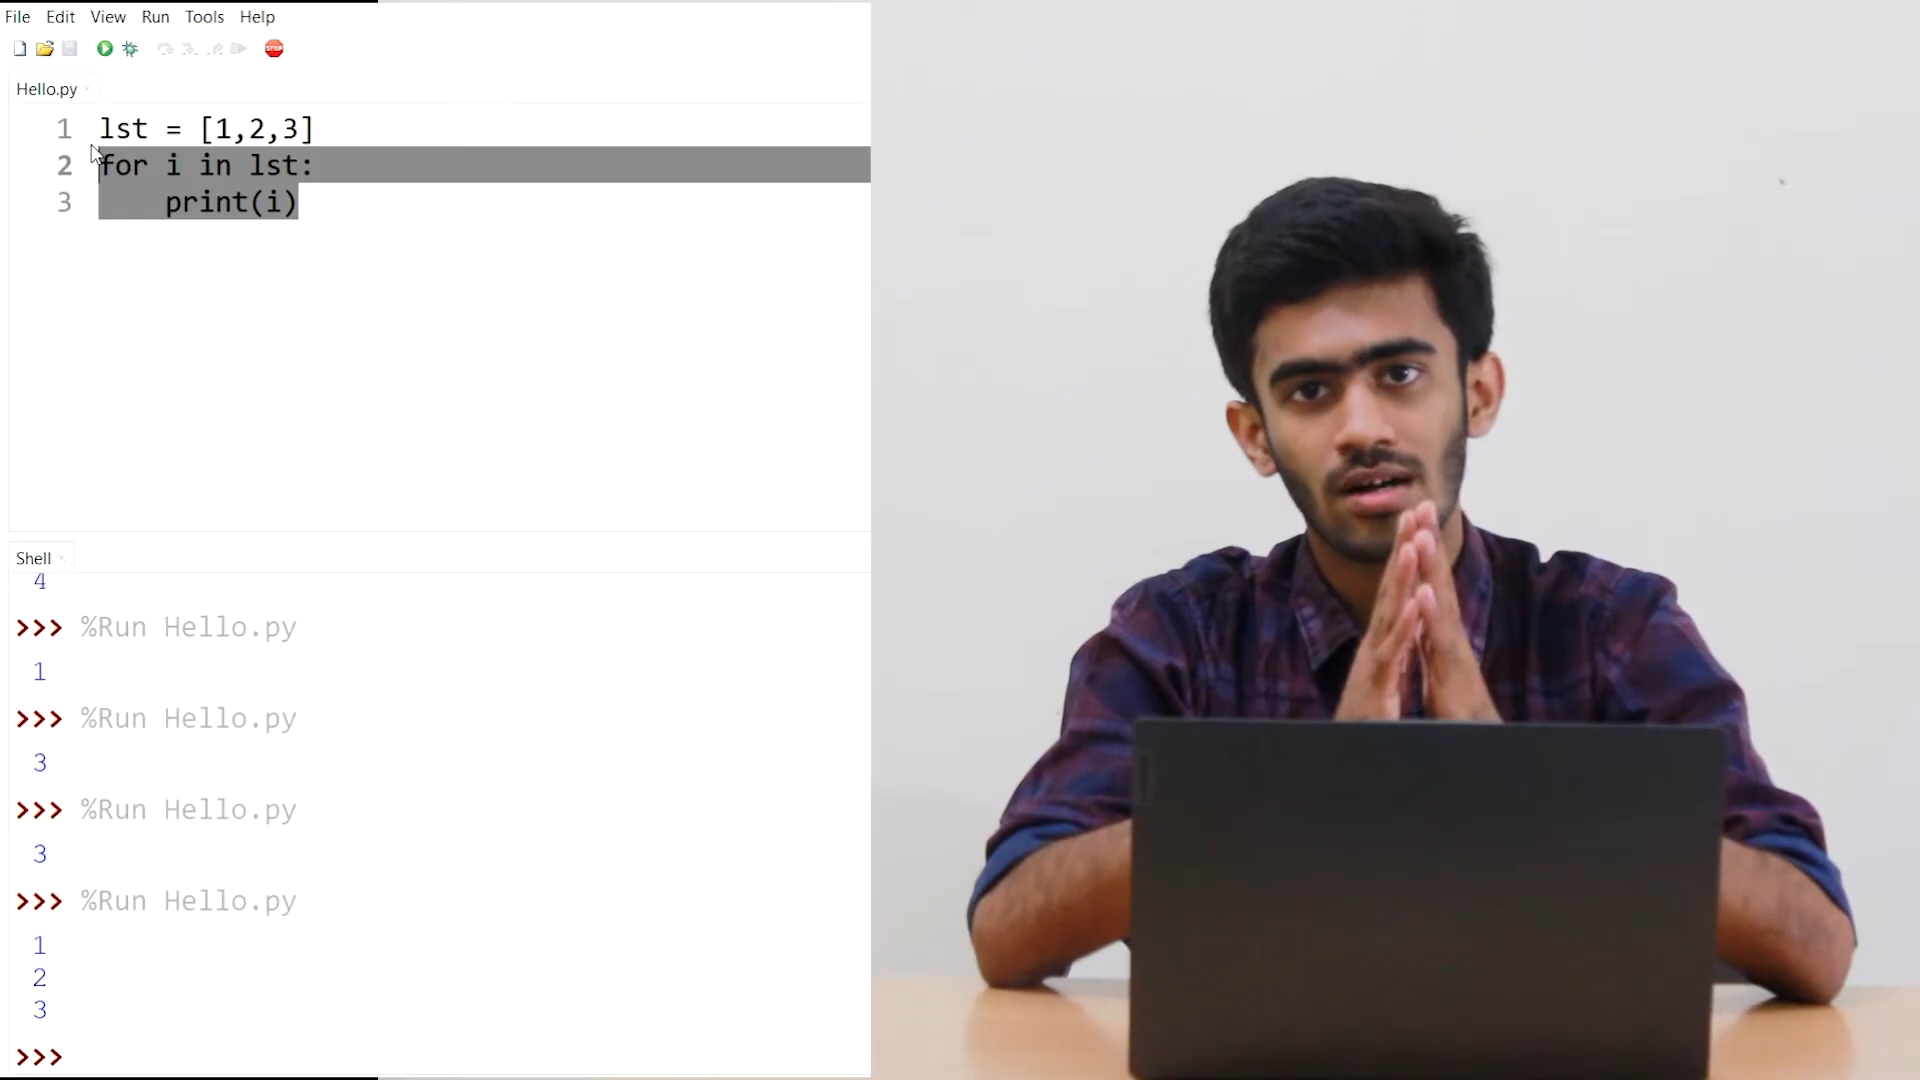 File Edit View Run Tools Help
STOP
Hello.py
1 lst = [1,2,3]
2 for i in lst:
3     print(i)
Shell
4
>>> %Run Hello.py
1
>>> %Run Hello.py
3
>>> %Run Hello.py
3
>>> %Run Hello.py
1
2
3
>>>